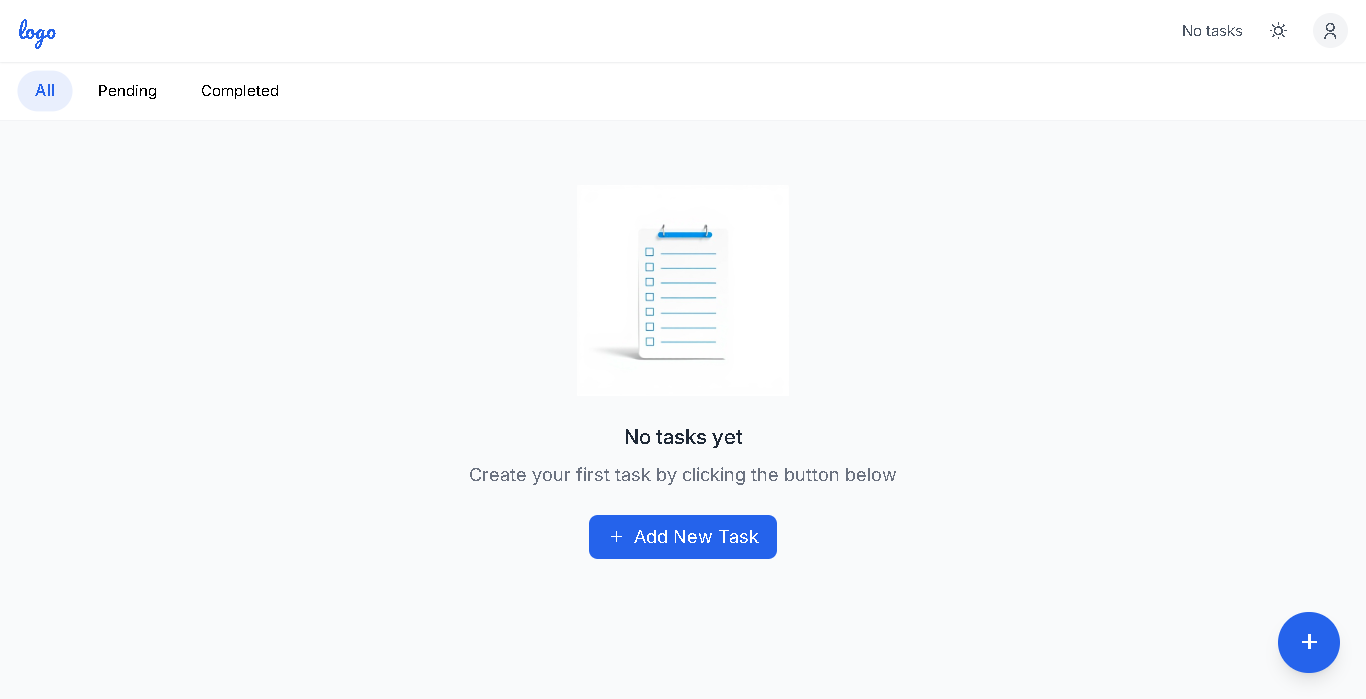 logo
No tasks
All
Pending
Completed
No tasks yet
Create your first task by clicking the button below
+ Add New Task
+